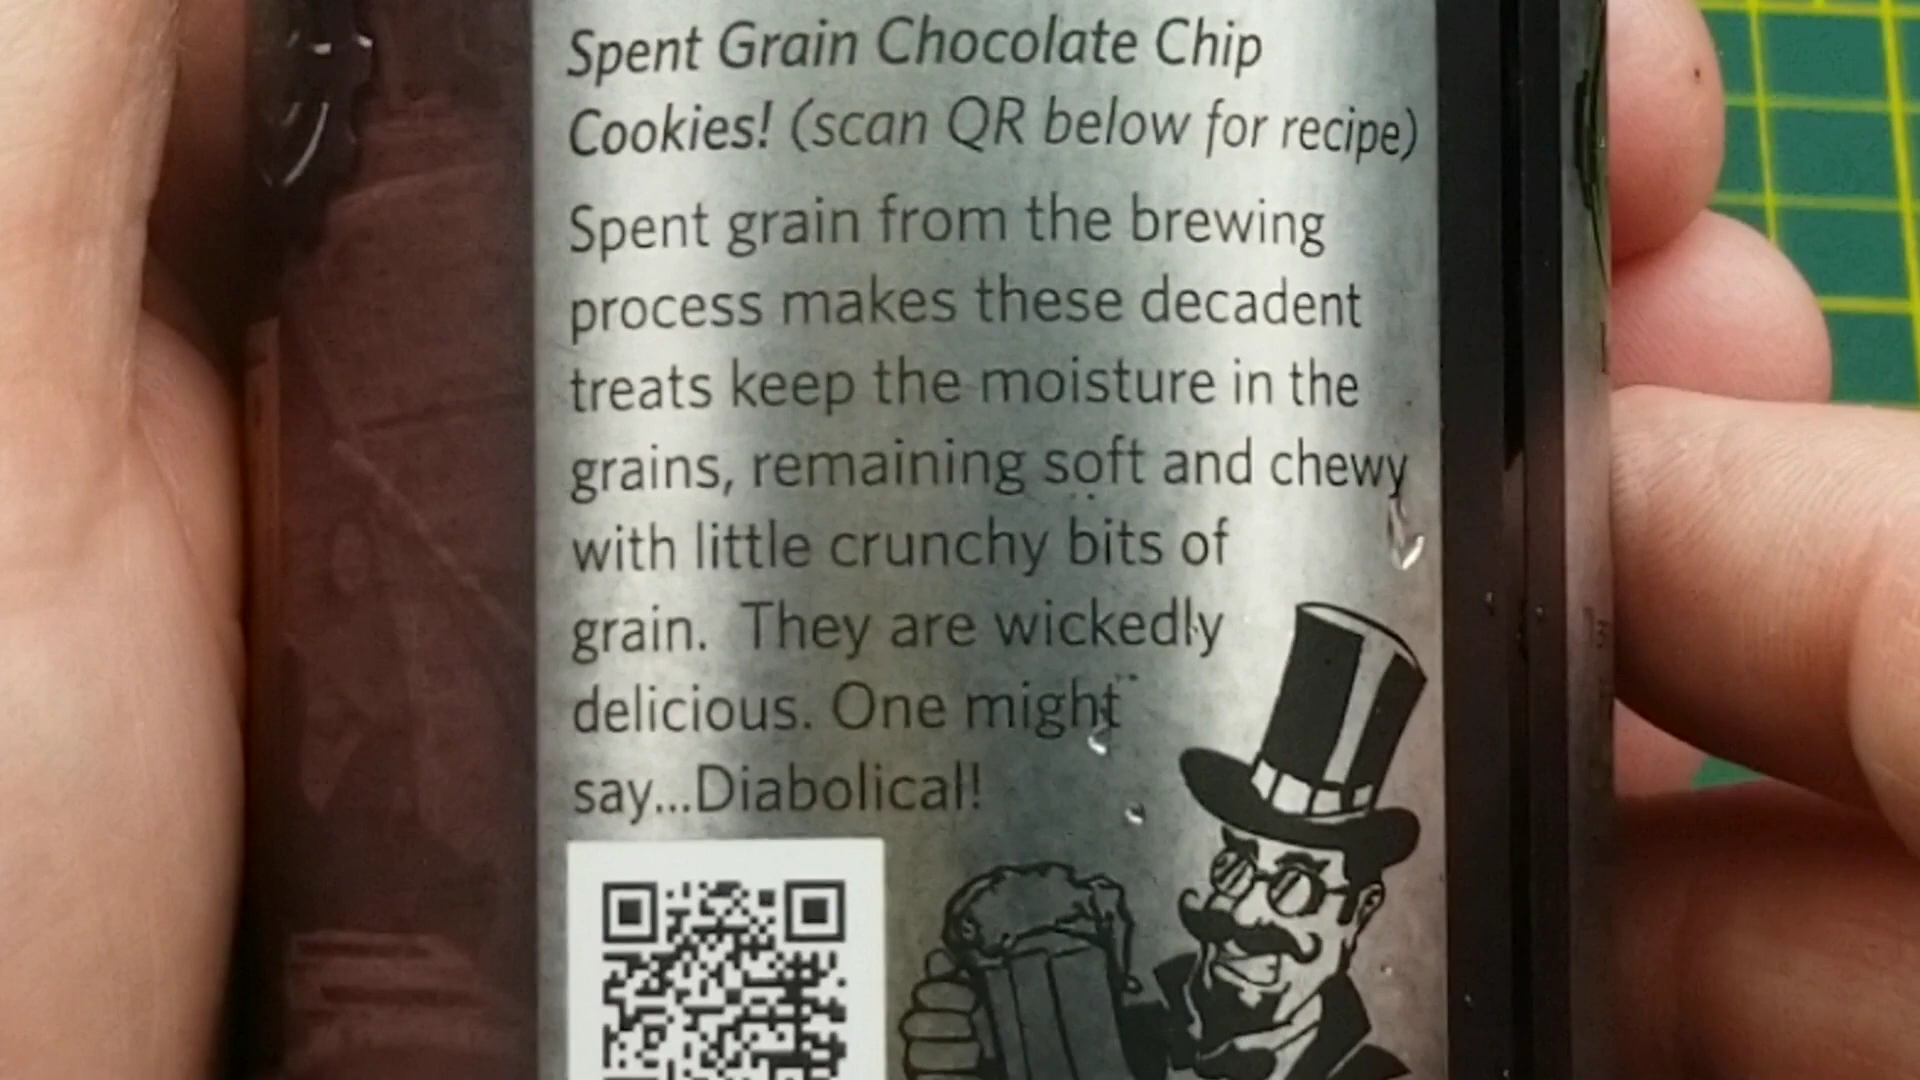 Spent Grain Chocolate Chip
Cookies! (scan QR below for recipe)
Spent grain from the brewing
process makes these decadent
treats keep the moisture in the
grains, remaining soft and chewy
with little crunchy bits of
grain. They are wickedly
delicious. One might
say...Diabolical!